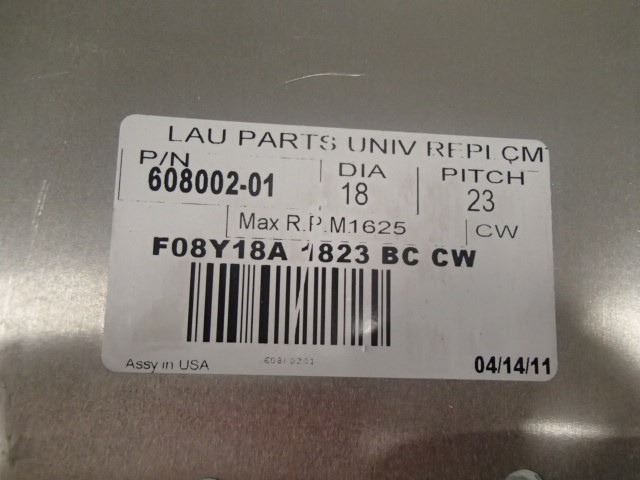 LAU PARTS UNIV REPLCMT
P/N DIA PITCH
608002-01 18 23
Max R.P.M. 1625 CW
F08Y18A 1823 BC CW
Assy in USA 04/14/11